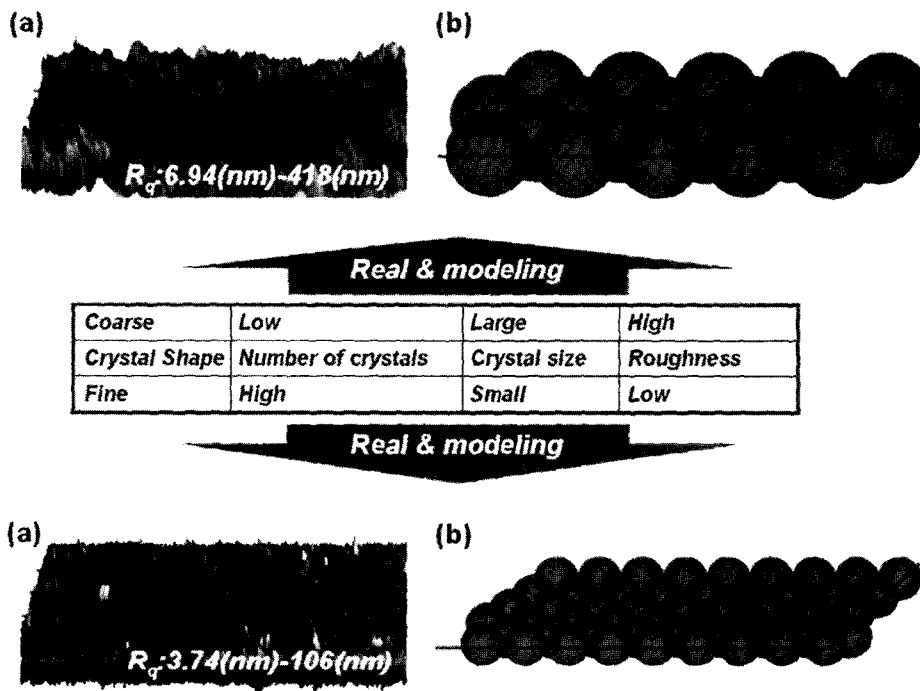 (a)
(b)
Rq:6.94(nm)-418(nm)
Real & modeling
Coarse Low Large High
Crystal Shape Number of crystals Crystal size Roughness
Fine High Small Low
Real & modeling
(a)
(b)
Rq:3.74(nm)-106(nm)